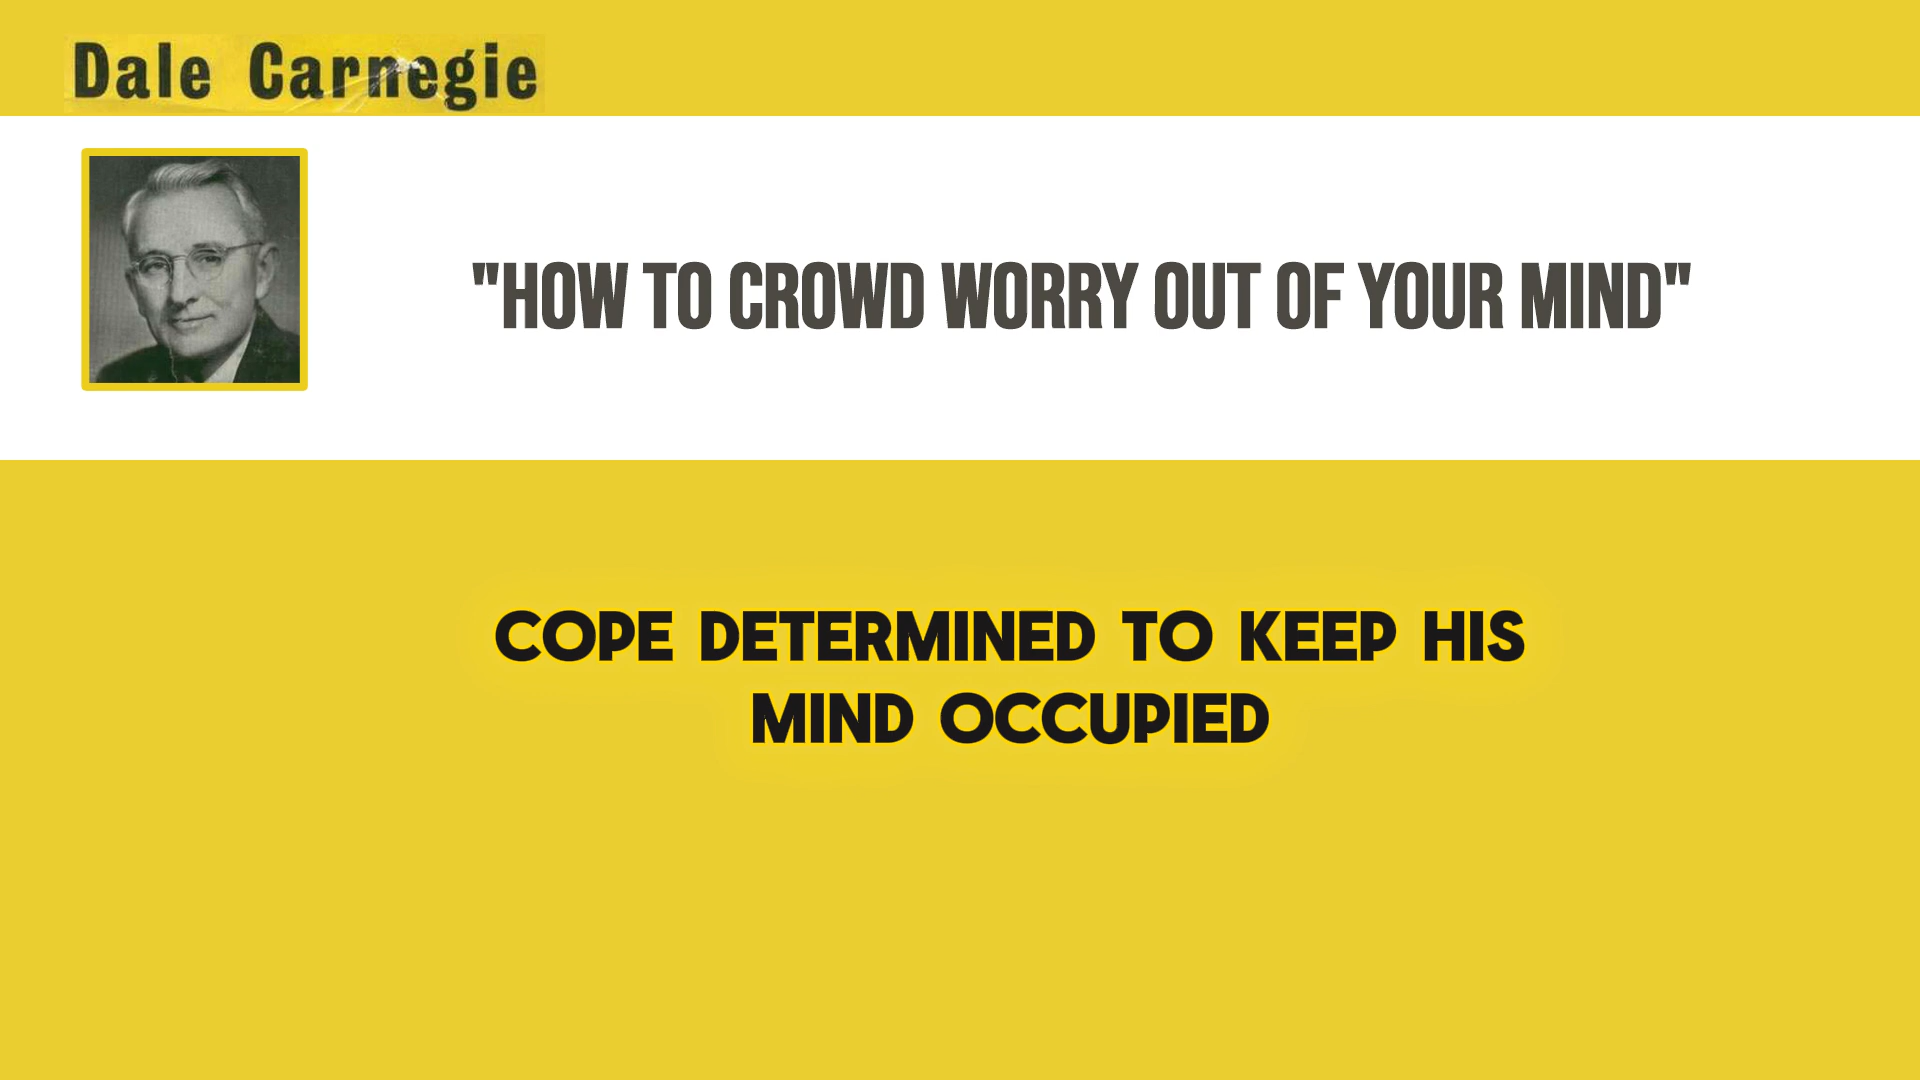 Dale Carnegie
"HOW TO CROWD WORRY OUT OF YOUR MIND"
COPE DETERMINED TO KEEP HIS
MIND OCCUPIED